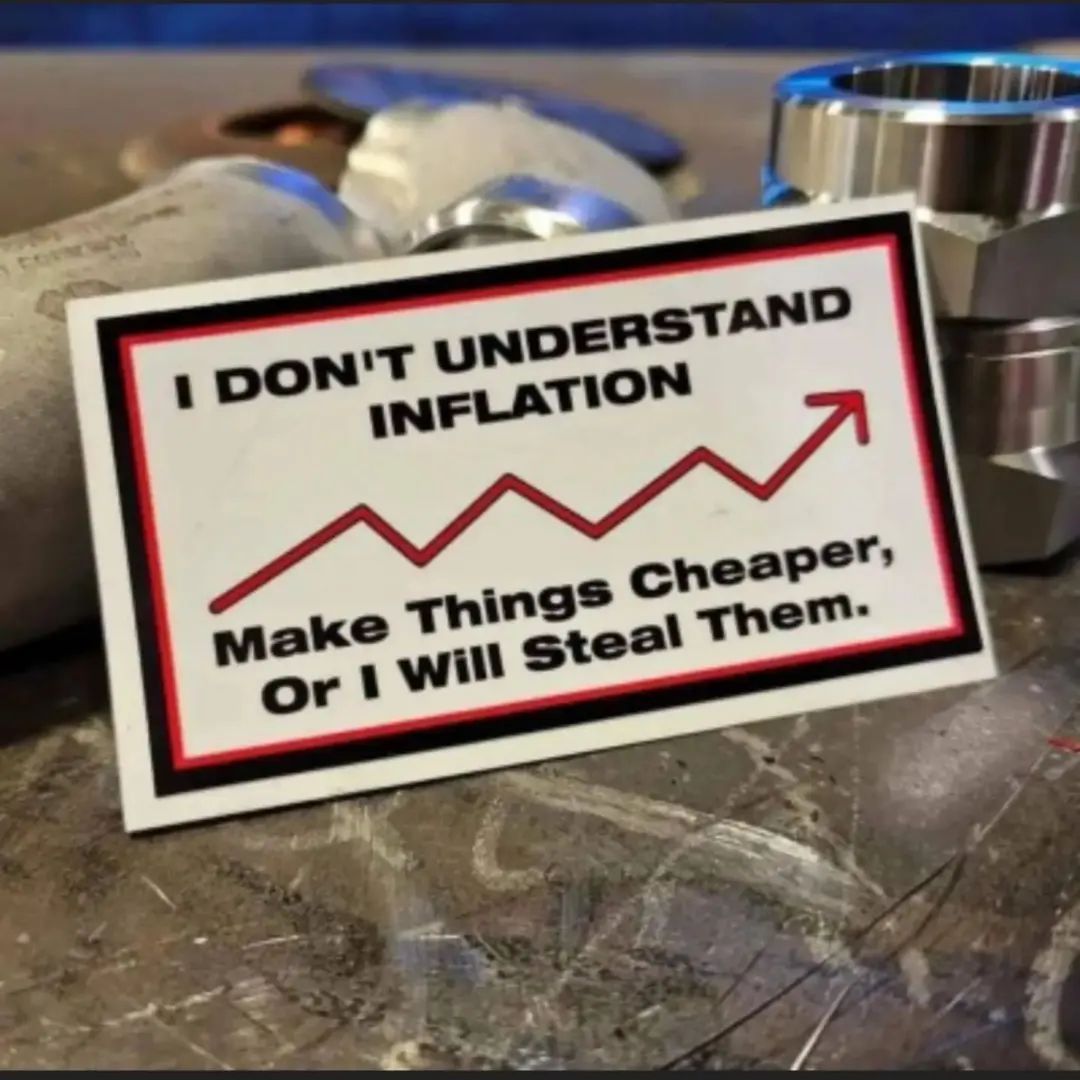 I DON'T UNDERSTAND
INFLATION
Make Things Cheaper,
Or I Will Steal Them.